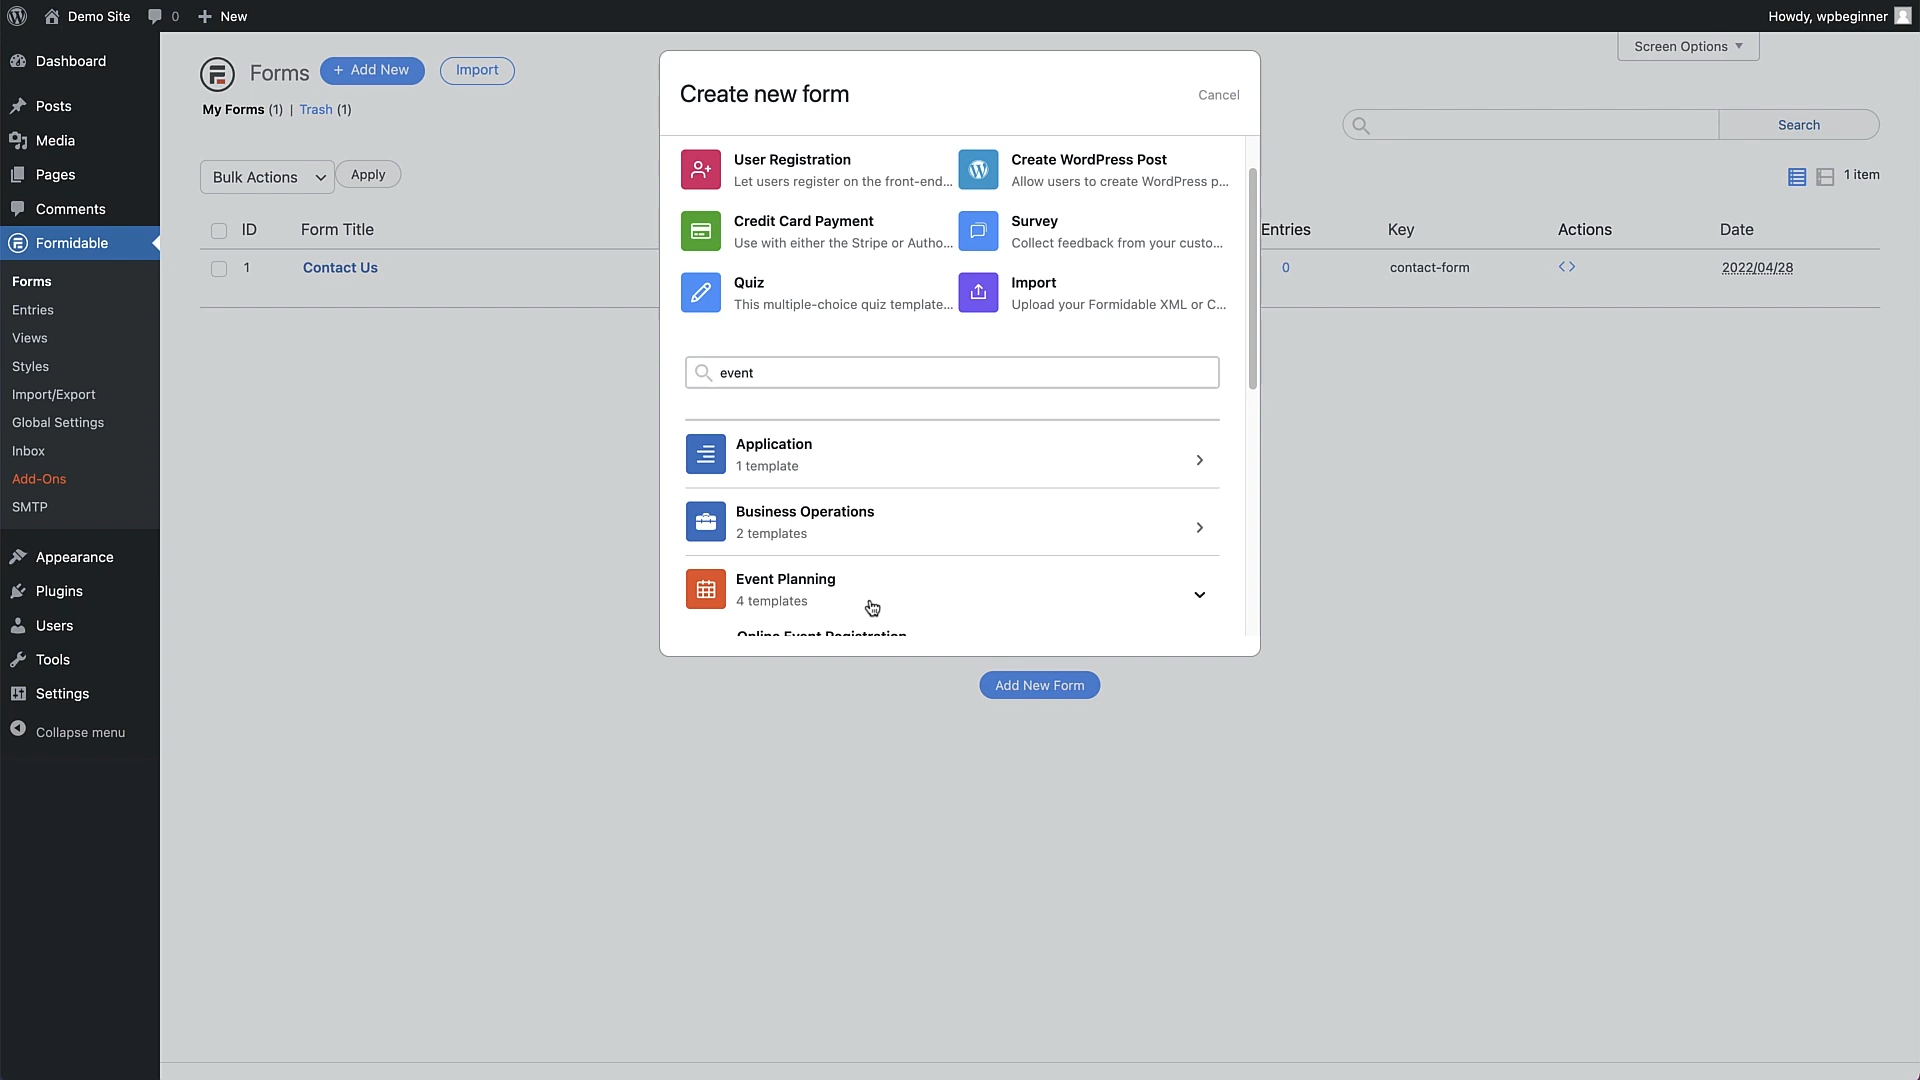 Demo Site
0
New
Howdy, wpbeginner
Dashboard
Posts
Media
Pages
Comments
Formidable
Forms
Entries
Views
Styles
Import/Export
Global Settings
Inbox
Add-Ons
SMTP
Appearance
Plugins
Users
Tools
Settings
Collapse menu
Forms
+ Add New
Import
My Forms (1) | Trash (1)
Bulk Actions
Apply
ID
Form Title
1
Contact Us
Screen Options
Search
1 item
Entries
Key
Actions
Date
0
contact-form
2022/04/28
Create new form
Cancel
User Registration
Let users register on the front-end...
Create WordPress Post
Allow users to create WordPress p...
Credit Card Payment
Use with either the Stripe or Autho...
Survey
Collect feedback from your custo...
Quiz
This multiple-choice quiz template...
Import
Upload your Formidable XML or C...
event
Application
1 template
Business Operations
2 templates
Event Planning
4 templates
Online Event Registration
Add New Form